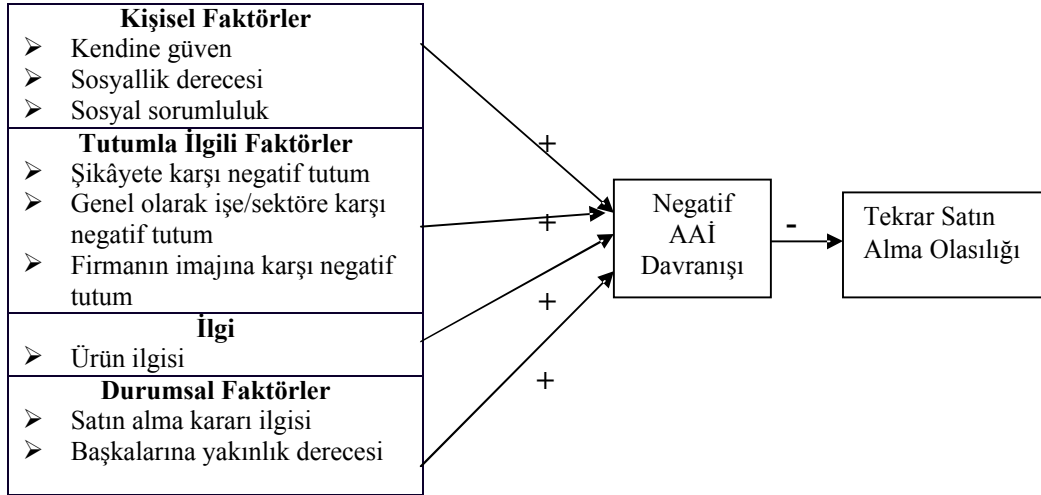 Kişisel Faktörler
➢ Kendine güven
➢ Sosyallik derecesi
➢ Sosyal sorumluluk
Tutumla İlgili Faktörler
➢ Şikâyete karşı negatif tutum
➢ Genel olarak işe/sektöre karşı
negatif tutum
➢ Firmanın imajına karşı negatif
tutum
İlgi
➢ Ürün ilgisi
Durumsal Faktörler
➢ Satın alma kararı ilgisi
➢ Başkalarına yakınlık derecesi
+
+
+
+
Negatif
AAİ
Davranışı
-
Tekrar Satın
Alma Olasılığı